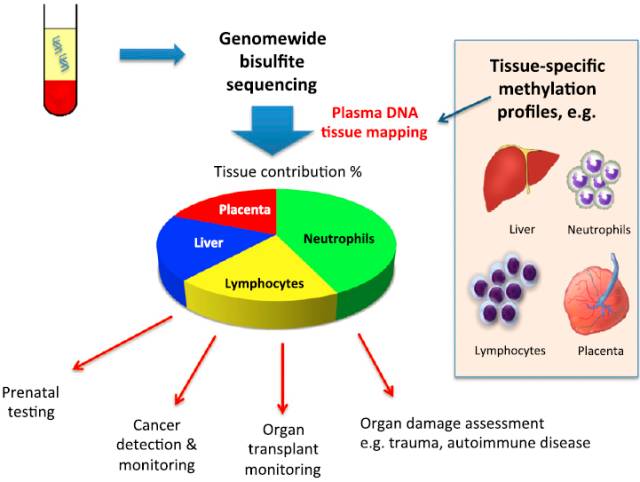 Genomewide
bisulfite
sequencing
Plasma DNA
tissue mapping
Tissue-specific
methylation
profiles, e.g.
Liver
Neutrophils
Lymphocytes
Placenta
Tissue contribution %
Placenta
Neutrophils
Liver
Lymphocytes
Prenatal
testing
Cancer
detection &
monitoring
Organ
transplant
monitoring
Organ damage assessment
e.g. trauma, autoimmune disease